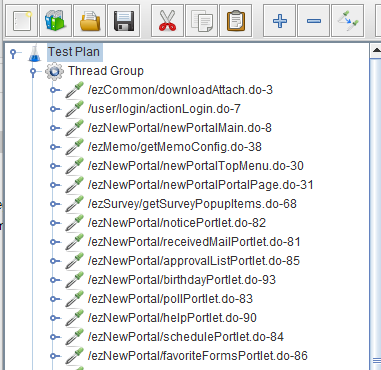 Test Plan
Thread Group
/ezCommon/downloadAttach.do-3
/user/login/actionLogin.do-7
/ezNewPortal/newPortalMain.do-8
/ezMemo/getMemoConfig.do-38
/ezNewPortal/newPortalTopMenu.do-30
/ezNewPortal/newPortalPortalPage.do-31
/ezSurvey/getSurveyPopupItems.do-68
/ezNewPortal/noticePortlet.do-82
/ezNewPortal/receivedMailPortlet.do-81
/ezNewPortal/approvalListPortlet.do-85
/ezNewPortal/birthdayPortlet.do-93
/ezNewPortal/pollPortlet.do-83
/ezNewPortal/helpPortlet.do-90
/ezNewPortal/schedulePortlet.do-84
/ezNewPortal/favoriteFormsPortlet.do-86